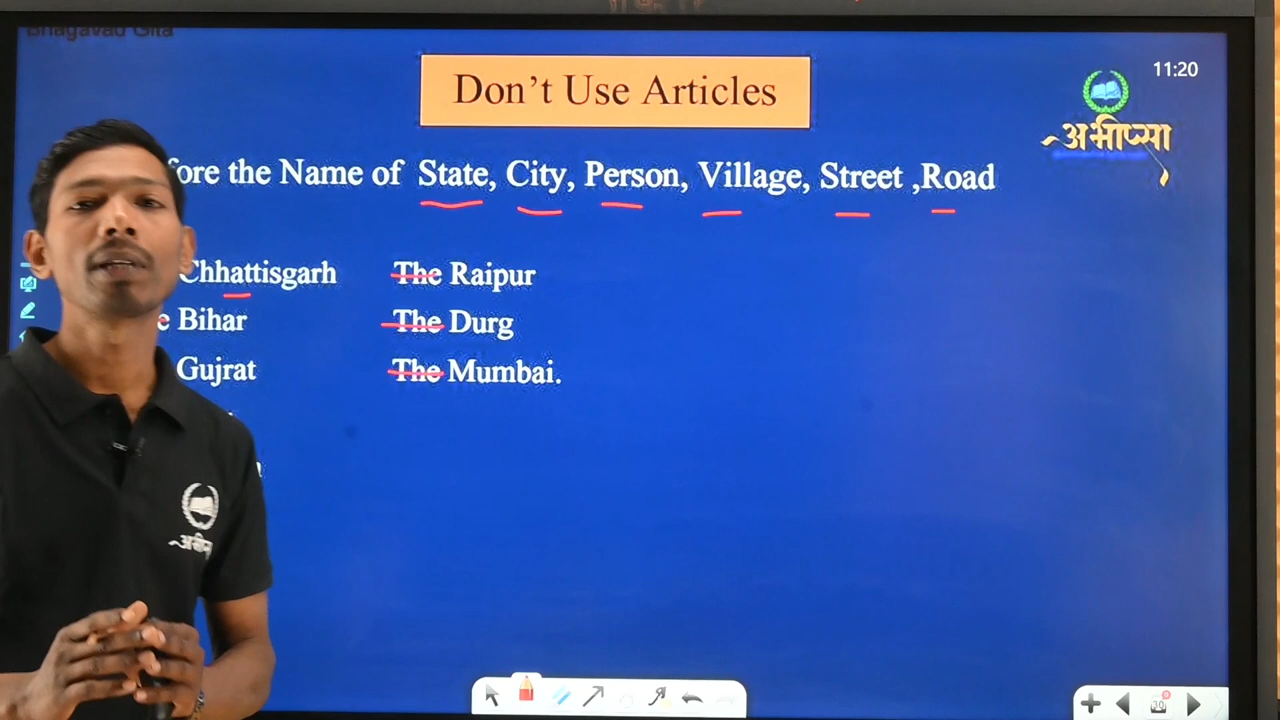 Bhagavad Gita
11:20
Don't Use Articles
अभीप्सा
fore the Name of State, City, Person, Village, Street ,Road
Chhattisgarh The Raipur
e Bihar The Durg
Gujrat The Mumbai.
10